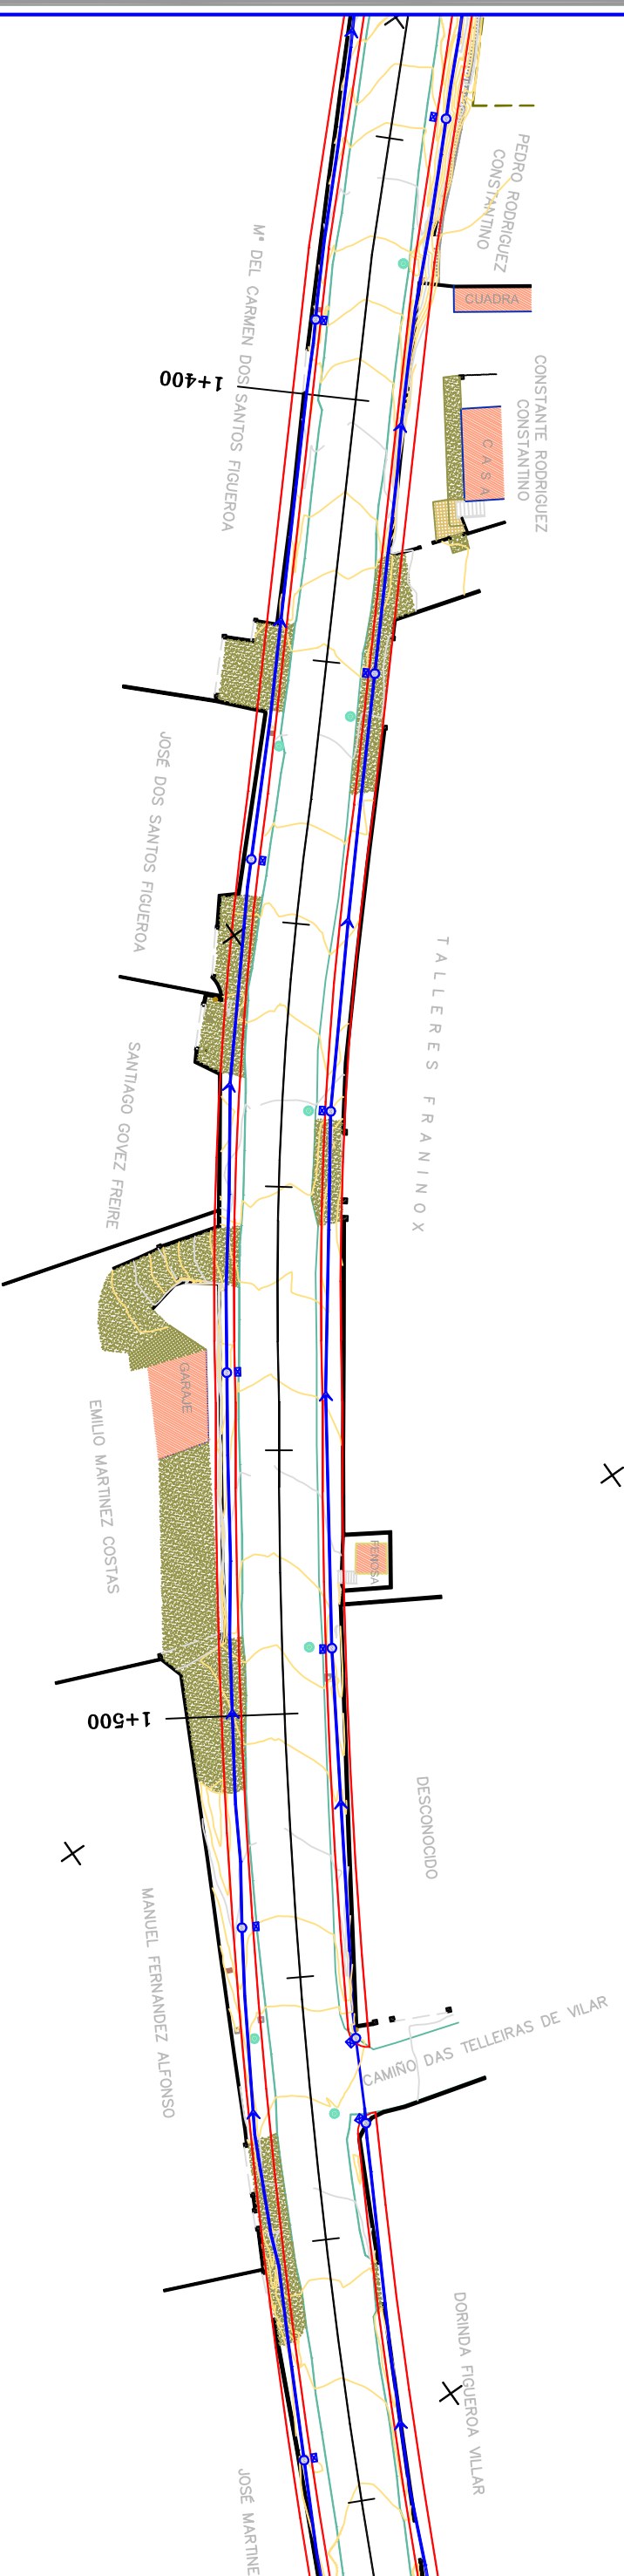 PEDRO RODRIGUEZ
CONSTANTINO
CUADRA
Mª DEL CARMEN DOS SANTOS FIGUEROA
1+400
CONSTANTE RODRIGUEZ
CONSTANTINO
CASA
JOSÉ DOS SANTOS FIGUEROA
TALLERES FRANINOX
SANTIAGO GOVEZ FREIRE
GARAJE
EMILIO MARTINEZ COSTAS
FENOSA
1+500
DESCONOCIDO
MANUEL FERNANDEZ ALFONSO
CAMIÑO DAS TELLEIRAS DE VILAR
DORINDA FIGUEROA VILLAR
JOSÉ MARTINE